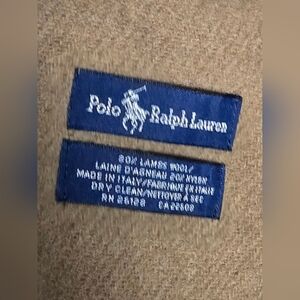 Polo Ralph Lauren
80% LAMBS WOOL/
LAINE D'AGNEAU 20% NYLON
MADE IN ITALY/FABRIQUE EN ITALIE
DRY CLEAN/NETTOYER A SEC
RN 26128 CA 22502